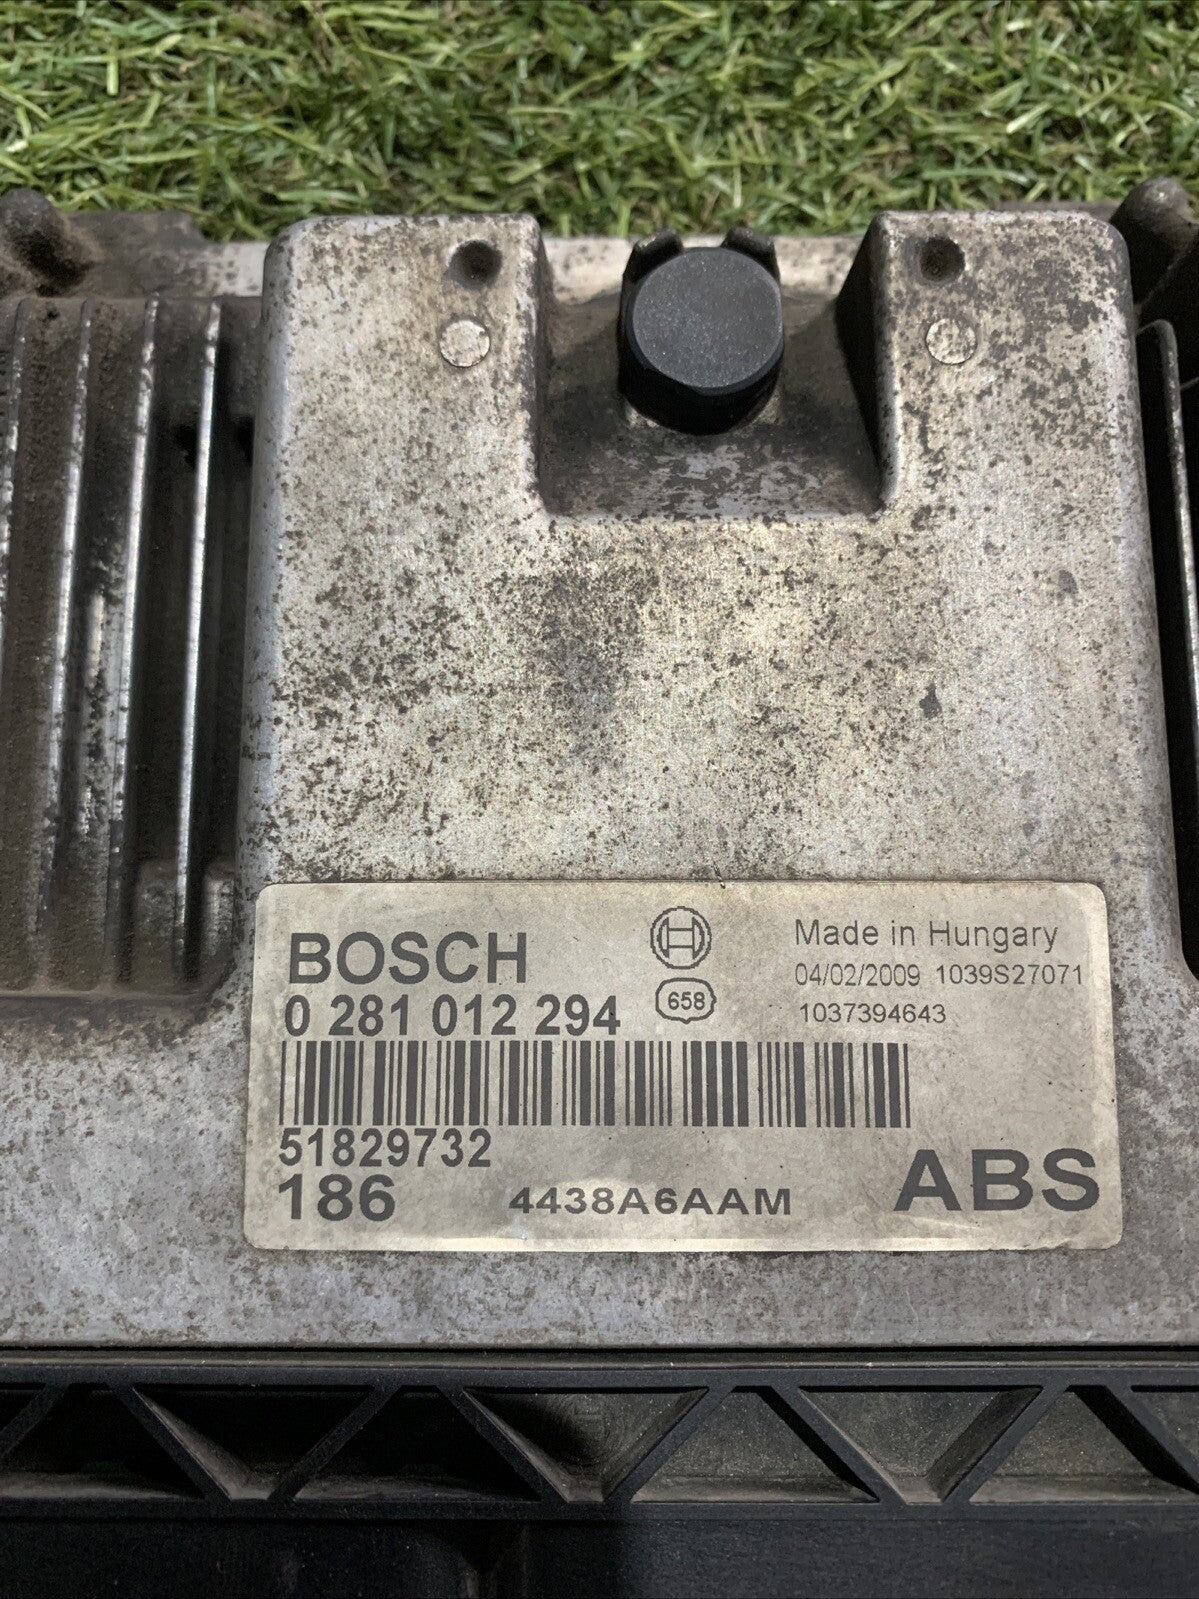 BOSCH
0 281 012 294
658
Made in Hungary
04/02/2009 1039S27071
1037394643
51829732
186 4438A6AAM ABS